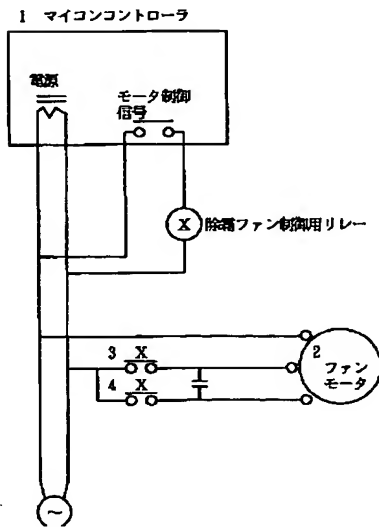 1 マイコンコントローラ
電源
モータ制御
信号
X 除霜ファン制御用リレー
3 X
2
ファン
モータ
4 X
~